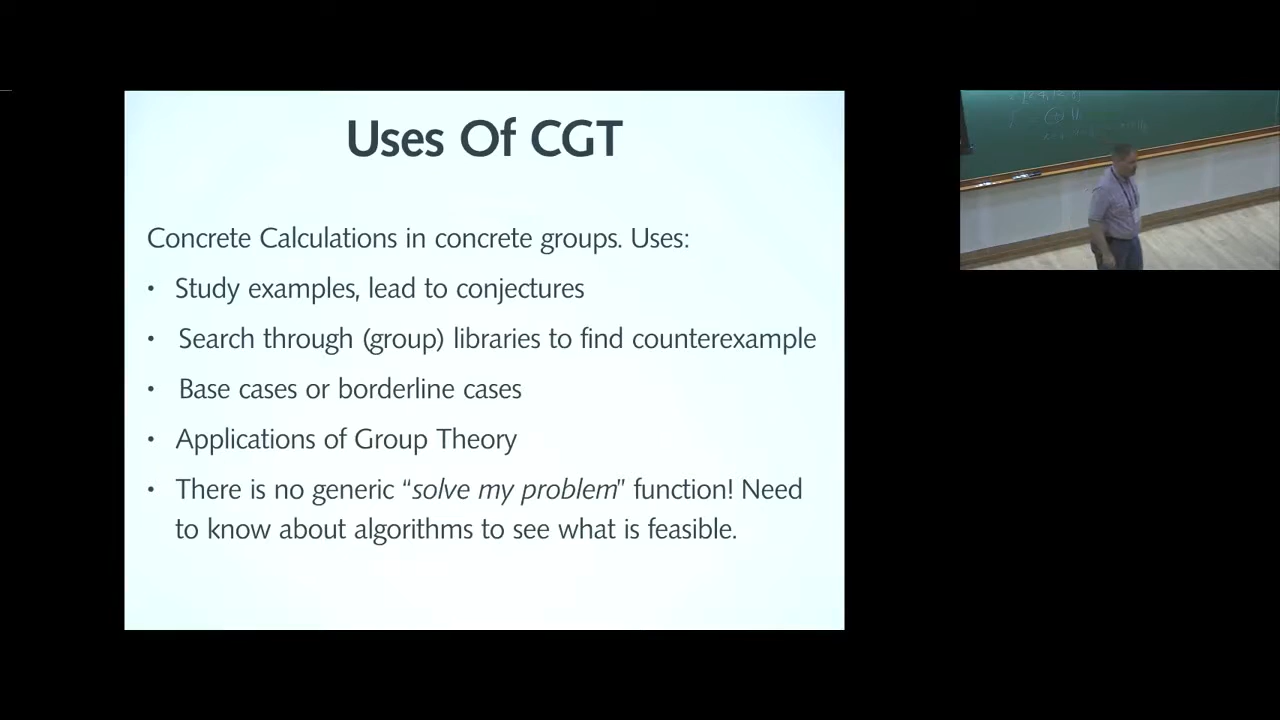 Uses Of CGT
Concrete Calculations in concrete groups. Uses:
• Study examples, lead to conjectures
• Search through (group) libraries to find counterexample
• Base cases or borderline cases
• Applications of Group Theory
• There is no generic “solve my problem” function! Need
to know about algorithms to see what is feasible.